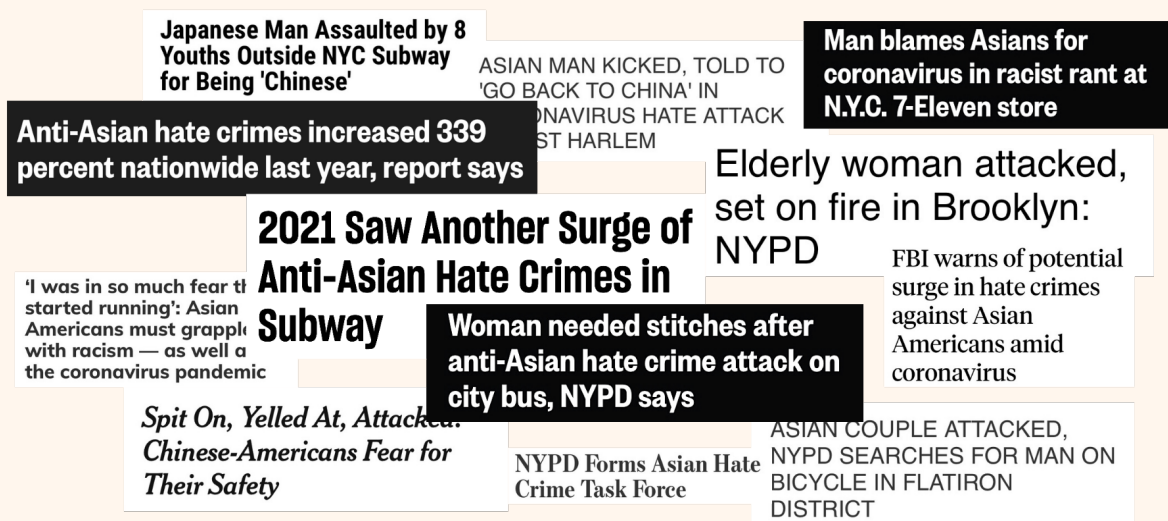 Japanese Man Assaulted by 8
Youths Outside NYC Subway
for Being 'Chinese'
ASIAN MAN KICKED, TOLD TO
'GO BACK TO CHINA' IN
HATE ATTACK
HARLEM
Man blames Asians for
coronavirus in racist rant at
N.Y.C. 7-Eleven store
Anti-Asian hate crimes increased 339
percent nationwide last year, report says
Elderly woman attacked,
set on fire in Brooklyn:
NYPD
2021 Saw Another Surge of
Anti-Asian Hate Crimes in
Subway
FBI warns of potential
surge in hate crimes
against Asian
Americans amid
coronavirus
'I was in so much fear
started running': Asian
Americans must
with racism — as well
the coronavirus pandemic
Woman needed stitches after
anti-Asian hate crime attack on
city bus, NYPD says
Spit On, Yelled At, Attacked:
Chinese-Americans Fear for
Their Safety
NYPD Forms Asian Hate
Crime Task Force
ASIAN COUPLE ATTACKED,
NYPD SEARCHES FOR MAN ON
BICYCLE IN FLATIRON
DISTRICT